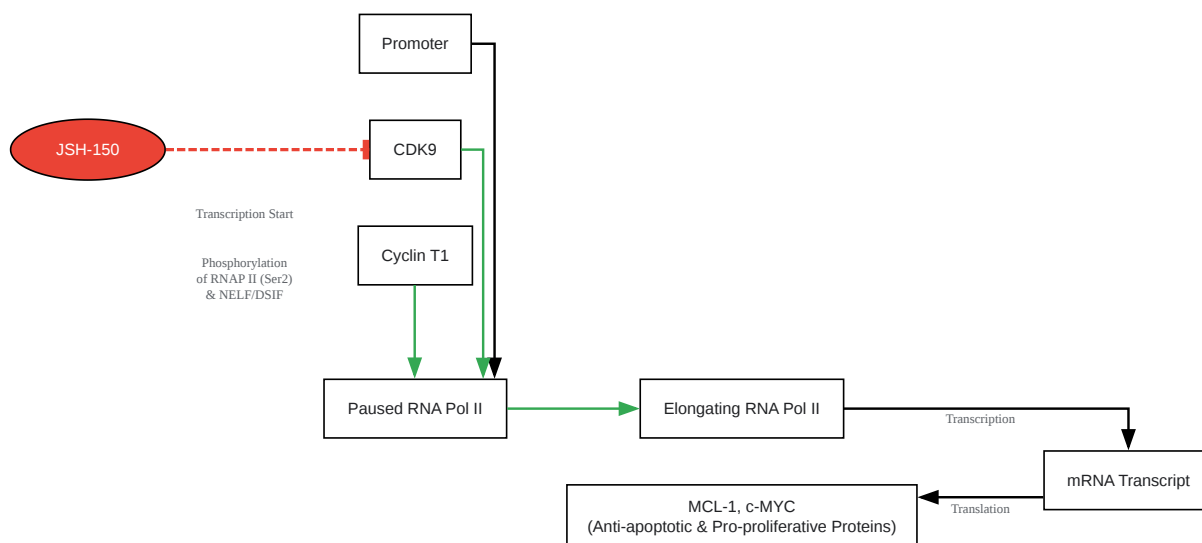 Promoter
JSH-150
CDK9
Transcription Start
Cyclin T1
Phosphorylation
of RNAP II (Ser2)
& NELF/DSIF
Paused RNA Pol II
Elongating RNA Pol II
Transcription
mRNA Transcript
MCL-1, c-MYC
(Anti-apoptotic & Pro-proliferative Proteins)
Translation